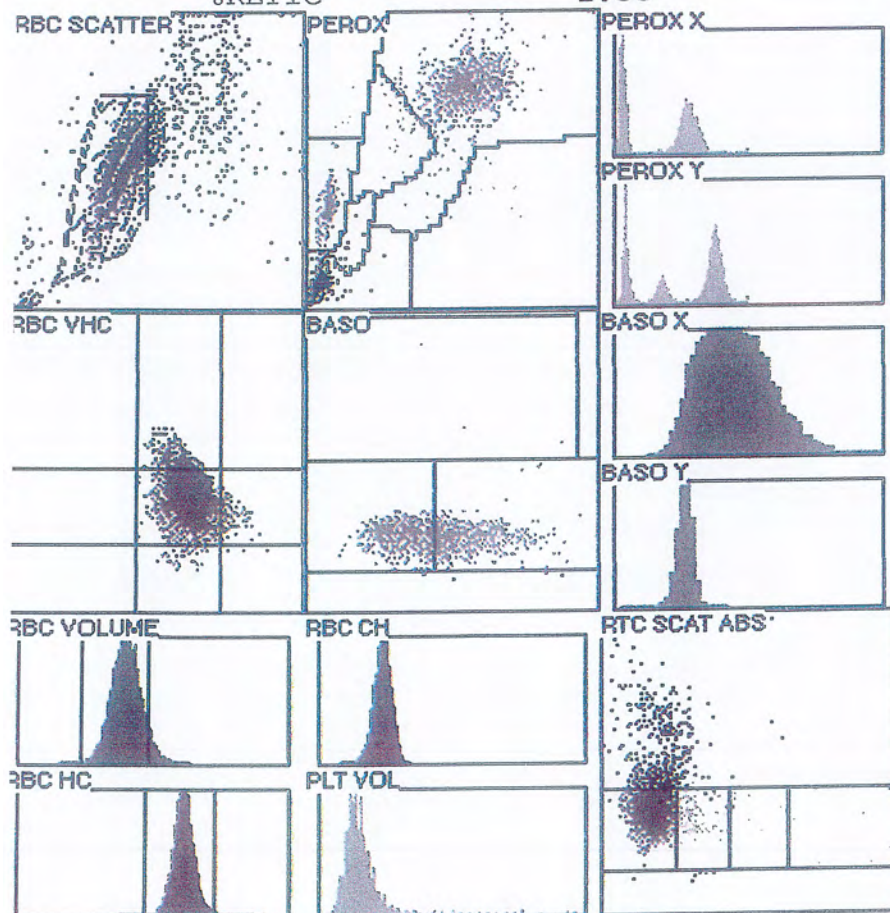 RBC SCATTER
PEROX
PEROX X
PEROX Y
RBC VHC
BASO
BASO X
BASO Y
RBC VOLUME
RBC CH
RTC SCAT ABS
RBC HC
PLT VOL